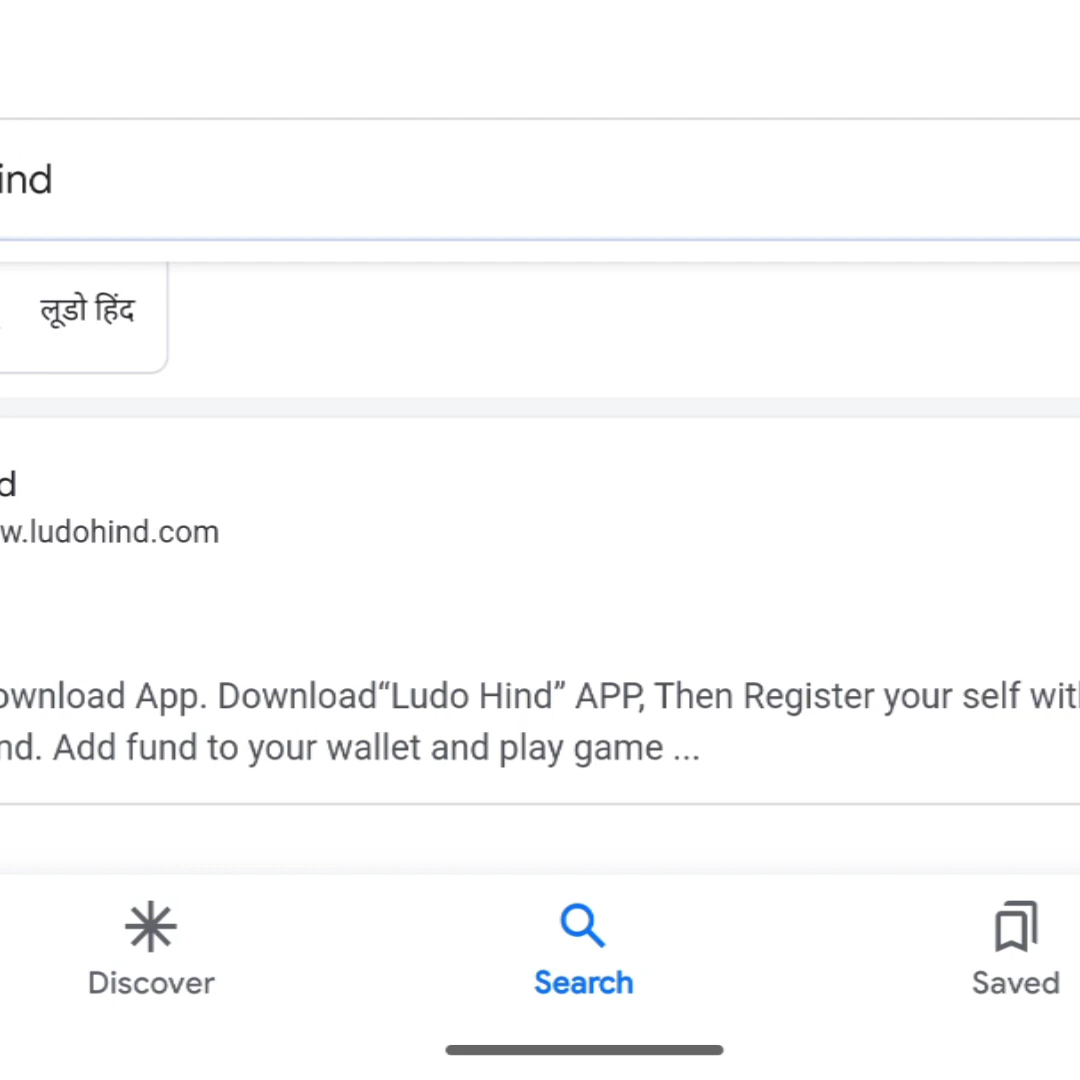 ind
लूडो हिंद
d
w.ludohind.com
ownload App. Download“Ludo Hind” APP, Then Register your self with
nd. Add fund to your wallet and play game ...
Discover
Search
Saved